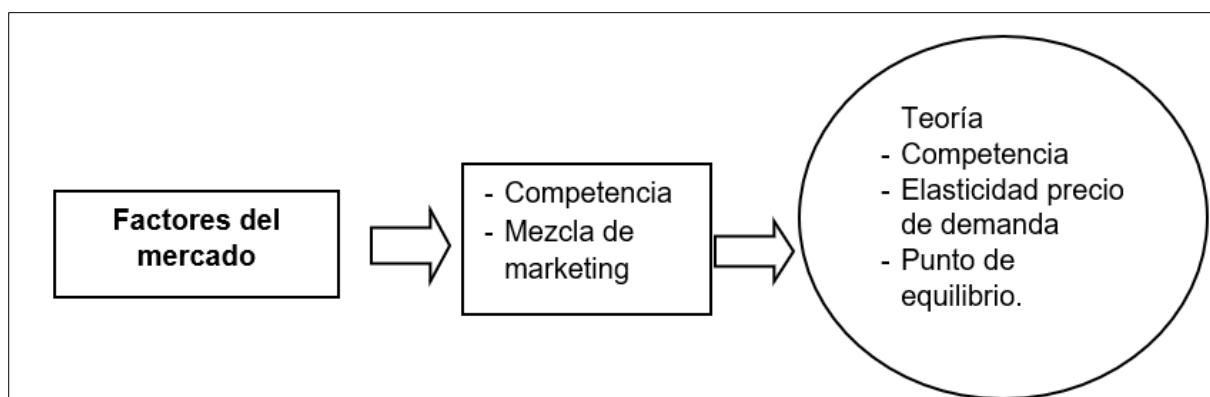 Factores del
mercado
- Competencia
- Mezcla de
marketing
Teoría
- Competencia
- Elasticidad precio
de demanda
- Punto de
equilibrio.